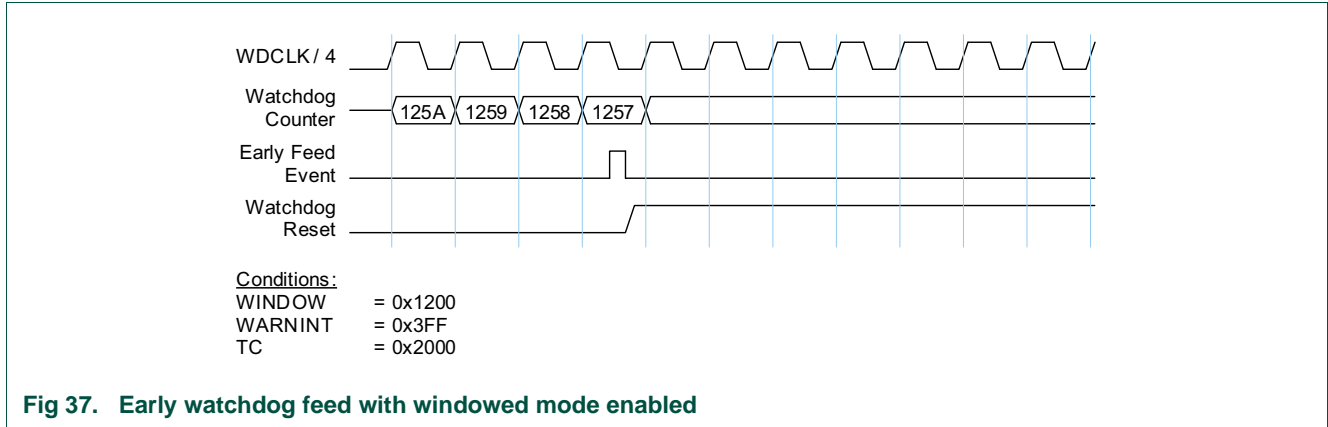 WDCLK / 4
Watchdog
Counter
125A 1259 1258 1257
Early Feed
Event
Watchdog
Reset
Conditions:
WINDOW = 0x1200
WARNINT = 0x3FF
TC = 0x2000
Fig 37. Early watchdog feed with windowed mode enabled